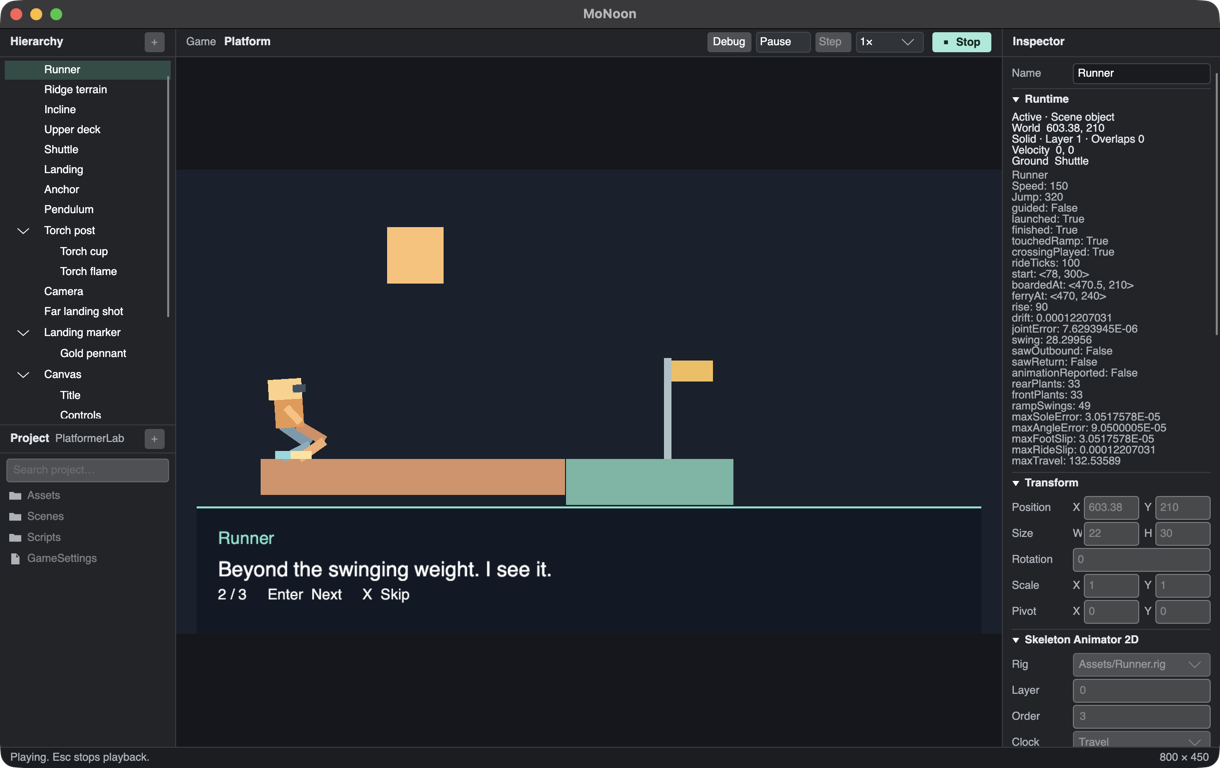 MoNoon
Hierarchy +
Runner
Ridge terrain
Incline
Upper deck
Shuttle
Landing
Anchor
Pendulum
Torch post
Torch cup
Torch flame
Camera
Far landing shot
Landing marker
Gold pennant
Canvas
Title
Controls
Project PlatformerLab +
Search project...
Assets
Scenes
Scripts
GameSettings
Game Platform Debug Pause Step 1× Stop
Runner
Beyond the swinging weight. I see it.
2 / 3 Enter Next X Skip
Inspector
Name Runner
Runtime
Active · Scene object
World 603.38, 210
Solid · Layer 1 · Overlaps 0
Velocity 0, 0
Ground Shuttle
Runner
Speed: 150
Jump: 320
guided: False
launched: True
finished: True
touchedRamp: True
crossingPlayed: True
rideTicks: 100
start: <78, 300>
boardedAt: <470.5, 210>
ferryAt: <470, 240>
rise: 90
drift: 0.00012207031
jointError: 7.6293945E-06
swing: 28.29956
sawOutbound: False
sawReturn: False
animationReported: False
rearPlants: 33
frontPlants: 33
rampSwings: 49
maxSoleError: 3.0517578E-05
maxAngleError: 9.0500005E-05
maxFootSlip: 3.0517578E-05
maxRideSlip: 0.00012207031
maxTravel: 132.53589
Transform
Position X 603.38 Y 210
Size W 22 H 30
Rotation 0
Scale X 1 Y 1
Pivot X 0 Y 0
Skeleton Animator 2D
Rig Assets/Runner.rig
Layer 0
Order 3
Clock Travel
Playing. Esc stops playback. 800 × 450